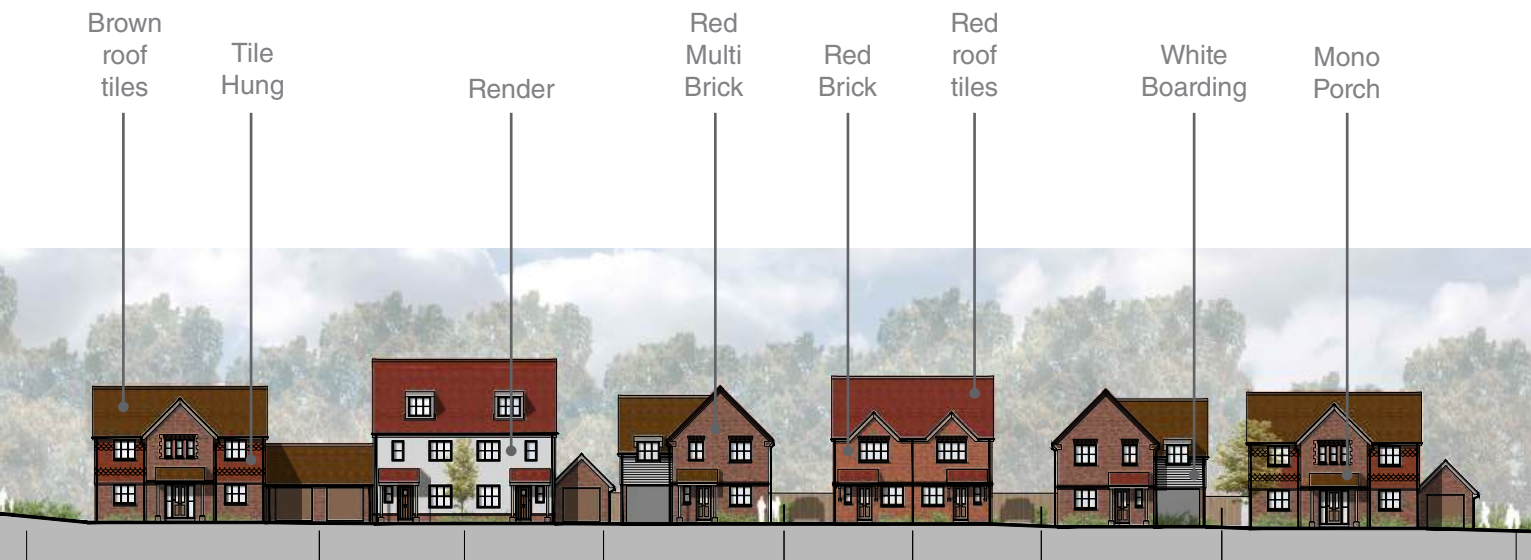 Brown
roof
tiles
Tile
Hung
Render
Red
Multi
Brick
Red
Brick
Red
roof
tiles
White
Boarding
Mono
Porch